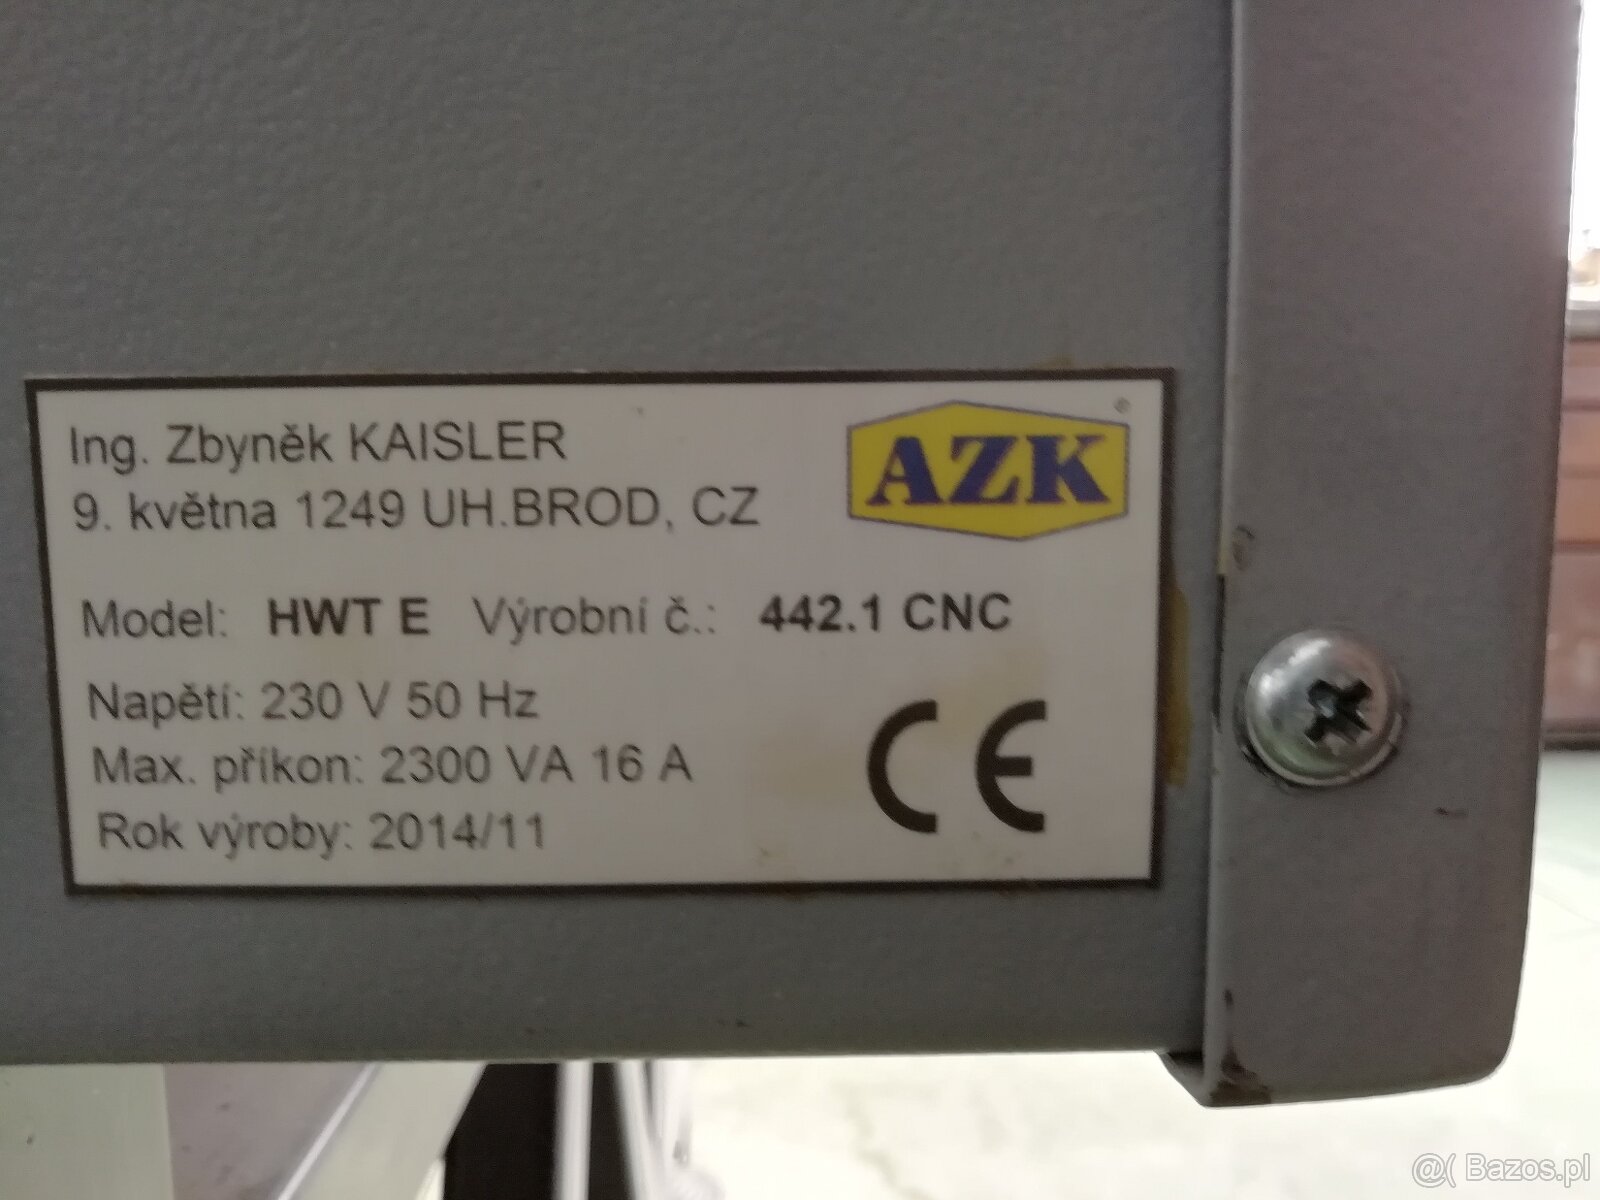 Ing. Zbyněk KAISLER
9. května 1249 UH.BROD, CZ
AZK ®
Model: HWT E Výrobní č.: 442.1 CNC
Napětí: 230 V 50 Hz
Max. příkon: 2300 VA 16 A
Rok výroby: 2014/11
CE
@( Bazos.pl